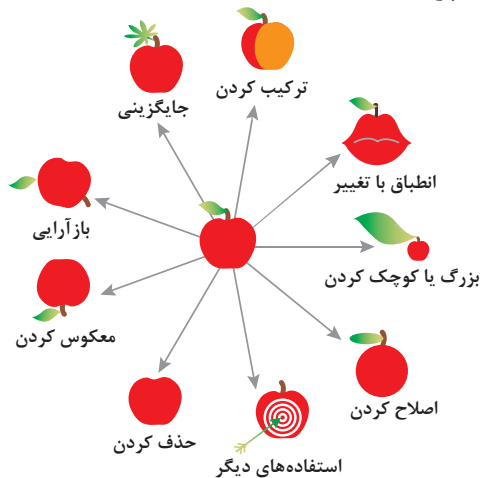 ترکیب کردن
جایگزینی
انطباق با تغییر
بازآرایی
بزرگ یا کوچک کردن
معکوس کردن
اصلاح کردن
حذف کردن
استفاده‌های دیگر